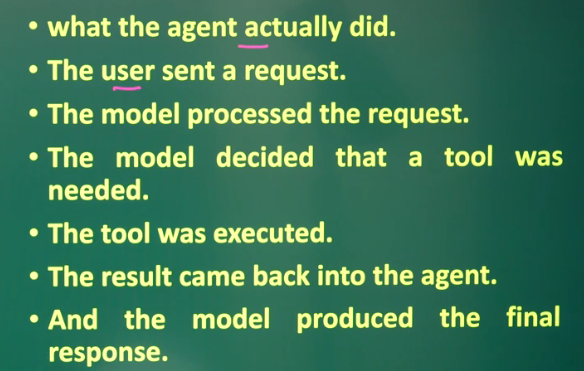 • what the agent actually did.
• The user sent a request.
• The model processed the request.
• The model decided that a tool was
needed.
• The tool was executed.
• The result came back into the agent.
• And the model produced the final
response.